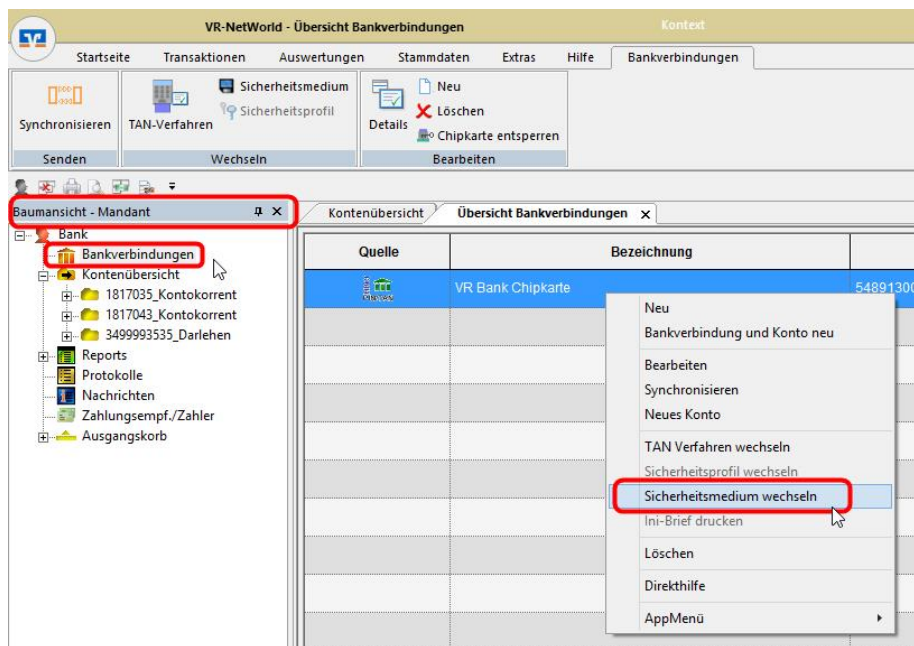 VR-NetWorld - Übersicht Bankverbindungen
Kontext
Startseite Transaktionen Auswertungen Stammdaten Extras Hilfe Bankverbindungen
Synchronisieren
Senden
TAN-Verfahren
Sicherheitsmedium
Sicherheitsprofil
Wechseln
Details
Neu
Löschen
Chipkarte entsperren
Bearbeiten
Baumansicht - Mandant
Bank
Bankverbindungen
Kontenübersicht
1817035_Kontokorrent
1817043_Kontokorrent
3499993535_Darlehen
Reports
Protokolle
Nachrichten
Zahlungsempf./Zahler
Ausgangskorb
Kontenübersicht Übersicht Bankverbindungen
Quelle Bezeichnung
VR Bank Chipkarte 54891300
Neu
Bankverbindung und Konto neu
Bearbeiten
Synchronisieren
Neues Konto
TAN Verfahren wechseln
Sicherheitsprofil wechseln
Sicherheitsmedium wechseln
Ini-Brief drucken
Löschen
Direkthilfe
AppMenü